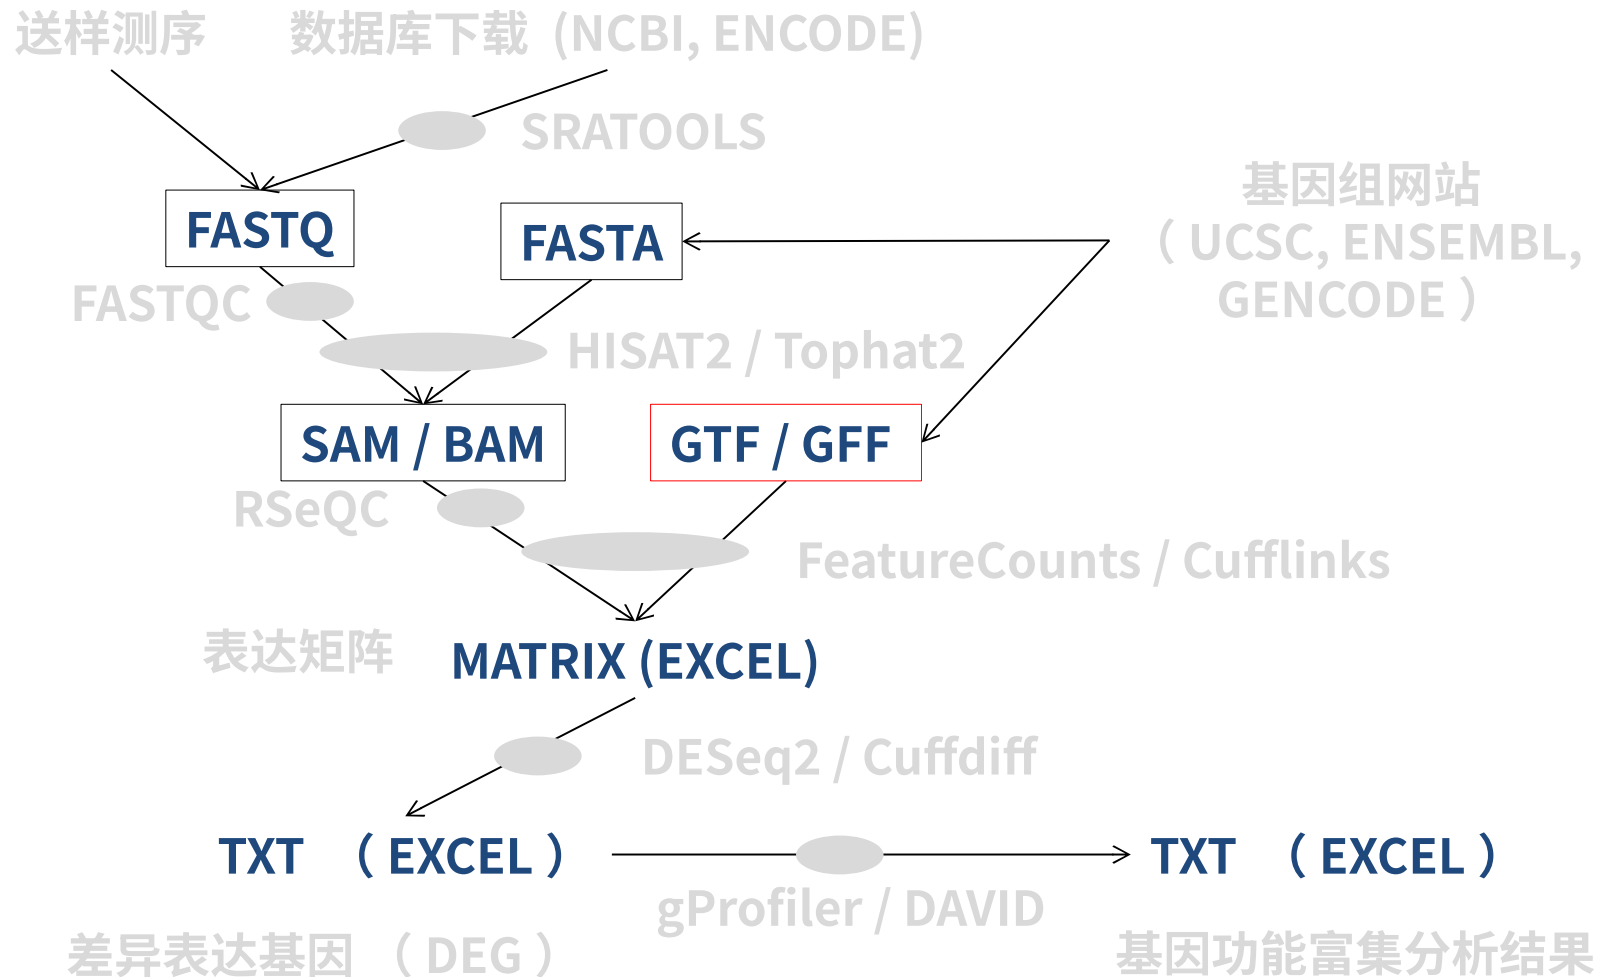 送样测序
数据库下载 (NCBI, ENCODE)
SRATOOLS
基因组网站
（ UCSC, ENSEMBL,
GENCODE ）
FASTQ
FASTA
FASTQC
HISAT2 / Tophat2
SAM / BAM
GTF / GFF
RSeQC
FeatureCounts / Cufflinks
表达矩阵
MATRIX (EXCEL)
DESeq2 / Cuffdiff
TXT （ EXCEL ）
TXT （ EXCEL ）
gProfiler / DAVID
差异表达基因 （ DEG ）
基因功能富集分析结果